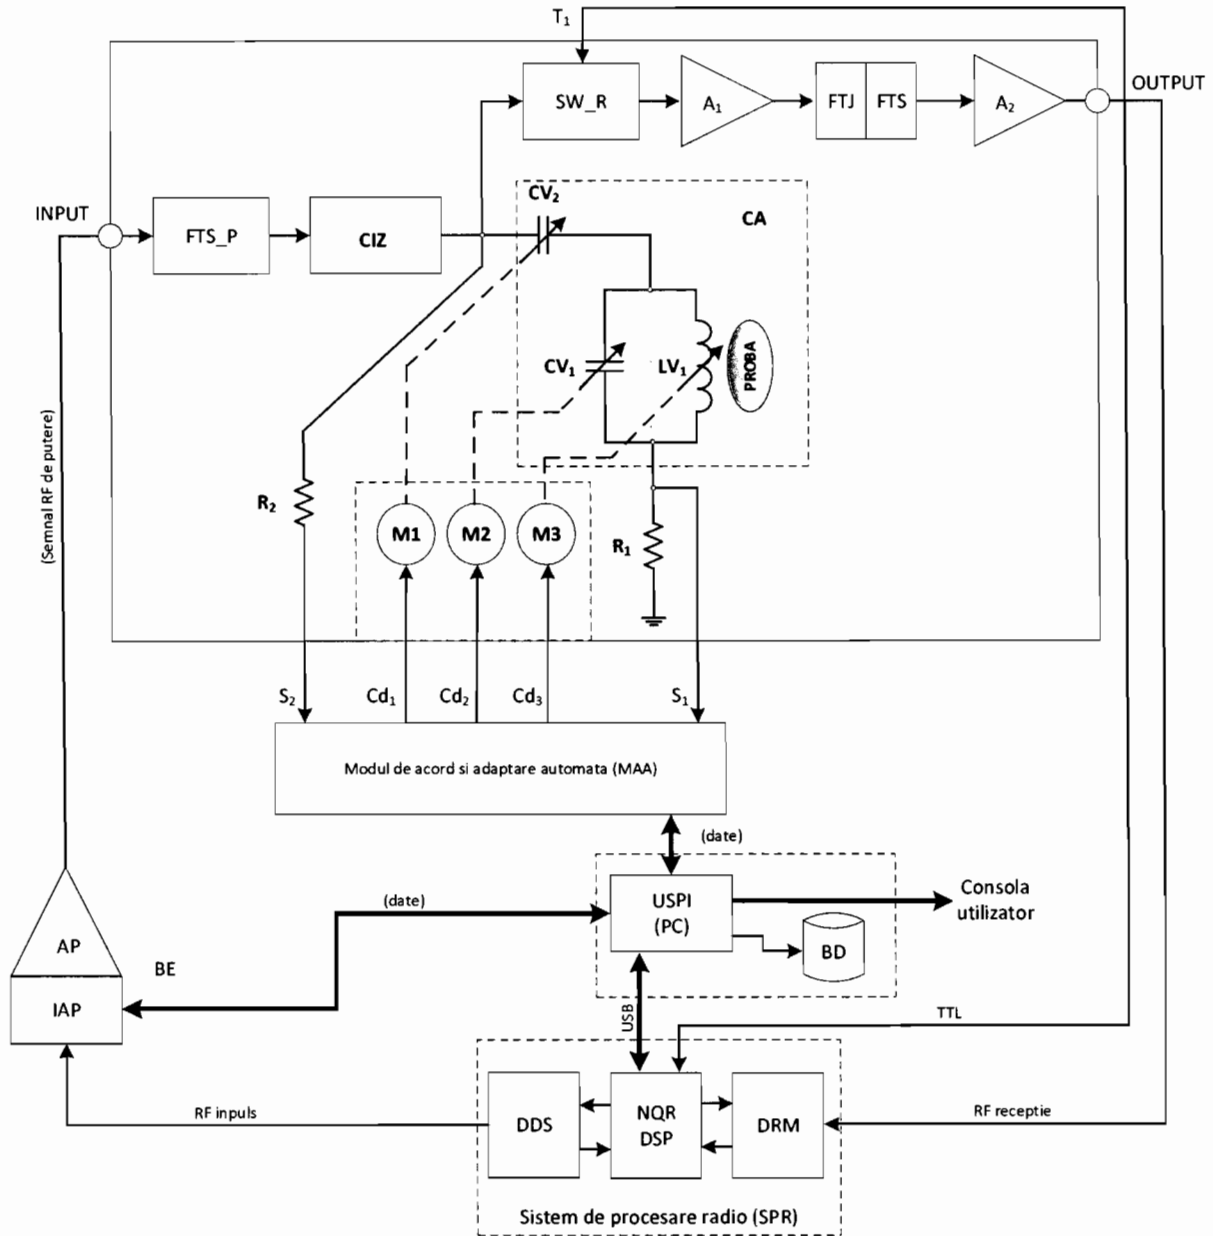 T₁
OUTPUT
SW_R
A₁
FTJ
FTS
A₂
INPUT
FTS_P
CIZ
CV₂
CA
CV₁
LV₁
PROBA
(Semnal RF de putere)
R₂
M1
M2
M3
R₁
S₂
Cd₁
Cd₂
Cd₃
S₁
Modul de acord si adaptare automata (MAA)
(date)
(date)
USPI
(PC)
Consola
utilizator
BD
AP
BE
IAP
USB
TTL
RF inpuls
DDS
NQR
DSP
DRM
RF receptie
Sistem de procesare radio (SPR)